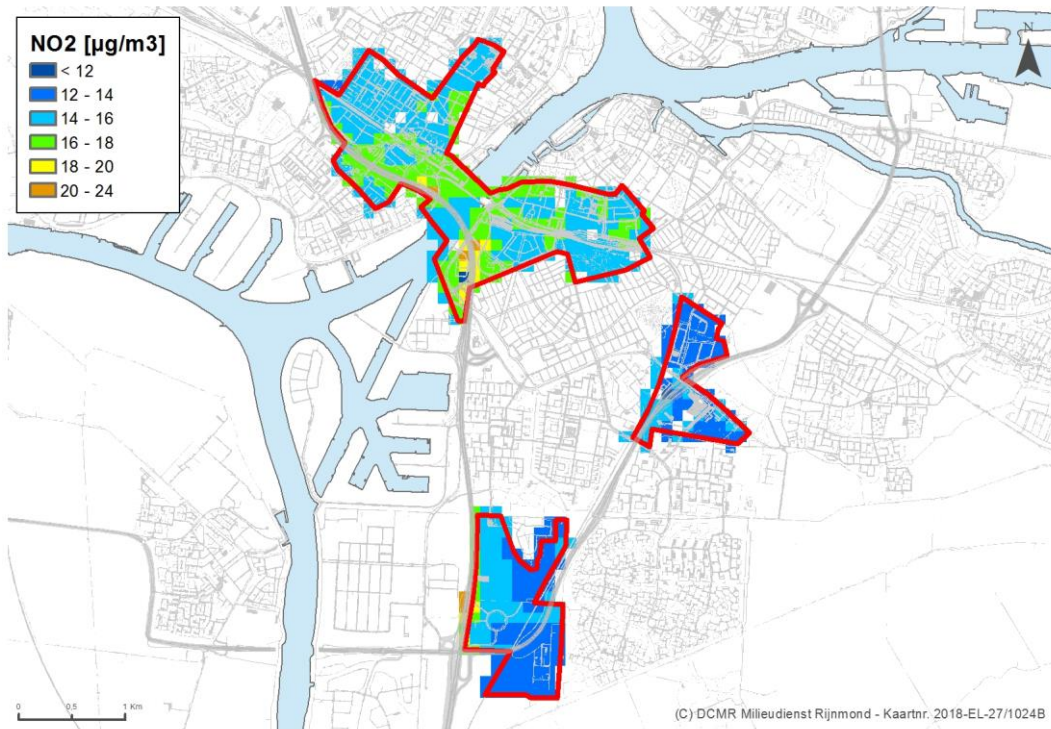 NO2 [µg/m3]
< 12
12 - 14
14 - 16
16 - 18
18 - 20
20 - 24
N
0 0,5 1 Km
(C) DCMR Milieudienst Rijnmond - Kaartnr. 2018-EL-27/1024B